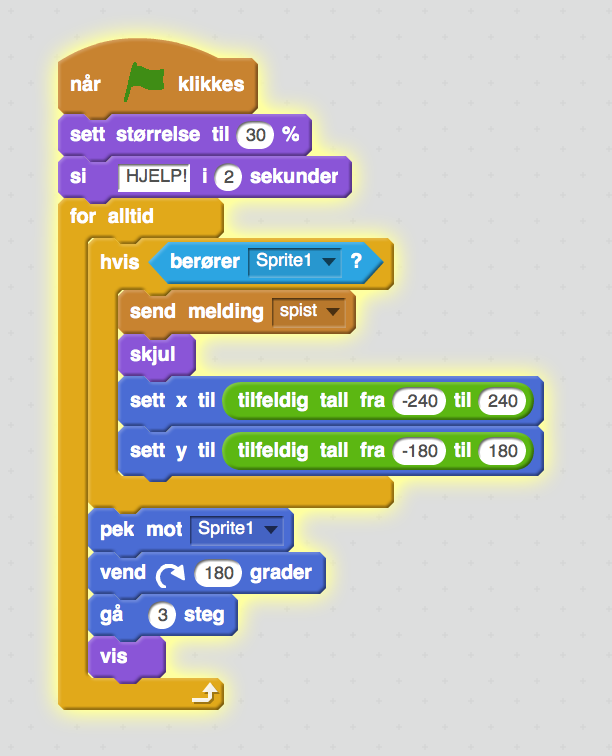 når klikkes
sett størrelse til 30 %
si HJELP! i 2 sekunder
for alltid
hvis berører Sprite1 ?
send melding spist
skjul
sett x til tilfeldig tall fra -240 til 240
sett y til tilfeldig tall fra -180 til 180
pek mot Sprite1
vend 180 grader
gå 3 steg
vis